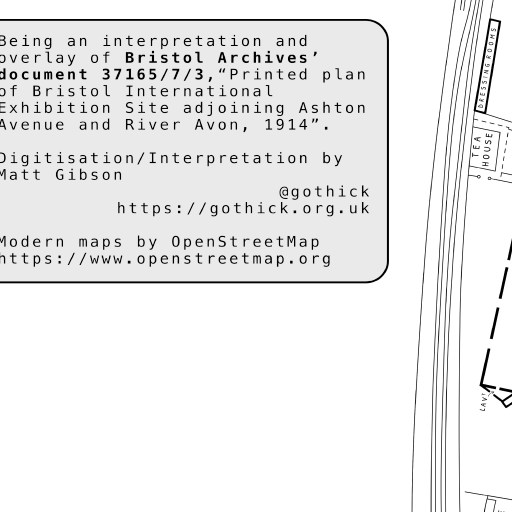 Being an interpretation and
overlay of Bristol Archives’
document 37165/7/3,“Printed plan
of Bristol International
Exhibition Site adjoining Ashton
Avenue and River Avon, 1914”.
Digitisation/Interpretation by
Matt Gibson
@gothick
https://gothick.org.uk
Modern maps by OpenStreetMap
https://www.openstreetmap.org
DRESSING ROOMS
TEA
HOUSE
LAVY